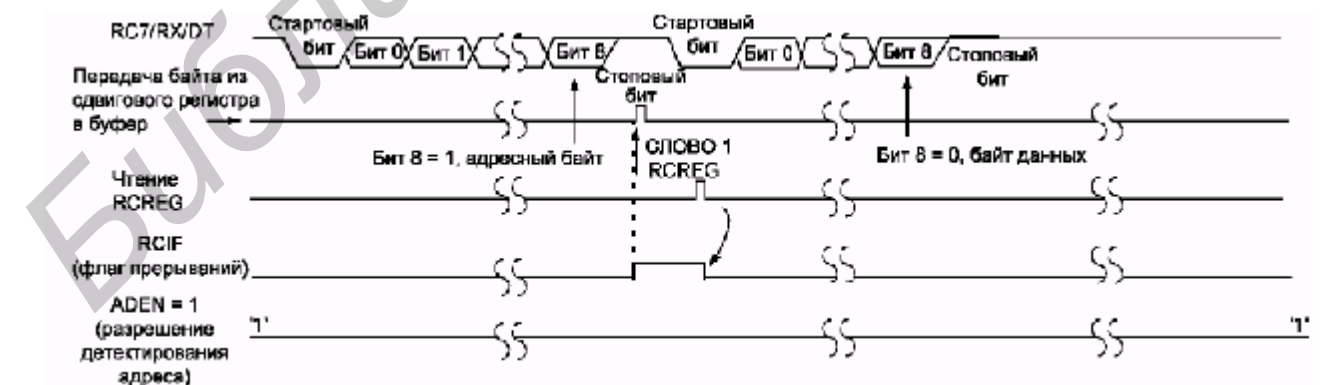 RC7/RX/DT
Стартовый
бит
Бит 0
Бит 1
Бит 8
Стоповый
бит
Стартовый
бит
Бит 0
Бит 8
Стоповый
бит
Передача байта из
сдвигового регистра
в буфер
Бит 8 = 1, адресный байт
СЛОВО 1
RCREG
Бит 8 = 0, байт данных
Чтение
RCREG
RCIF
(флаг прерываний)
ADEN = 1
(разрешение
детектирования
адреса)
'1'
'1'
Библ